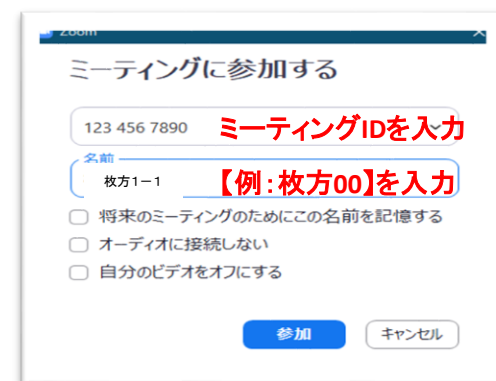 Zoom
ミーティングに参加する
123 456 7890 ミーティングIDを入力
名前
枚方1－1 【例：枚方00】を入力
将来のミーティングのためにこの名前を記憶する
オーディオに接続しない
自分のビデオをオフにする
参加 キャンセル